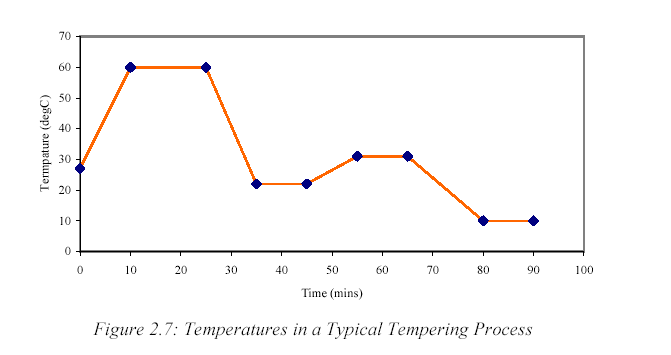 70
60
50
40
30
20
10
0
Termpature (degC)
0 10 20 30 40 50 60 70 80 90 100
Time (mins)
Figure 2.7: Temperatures in a Typical Tempering Process